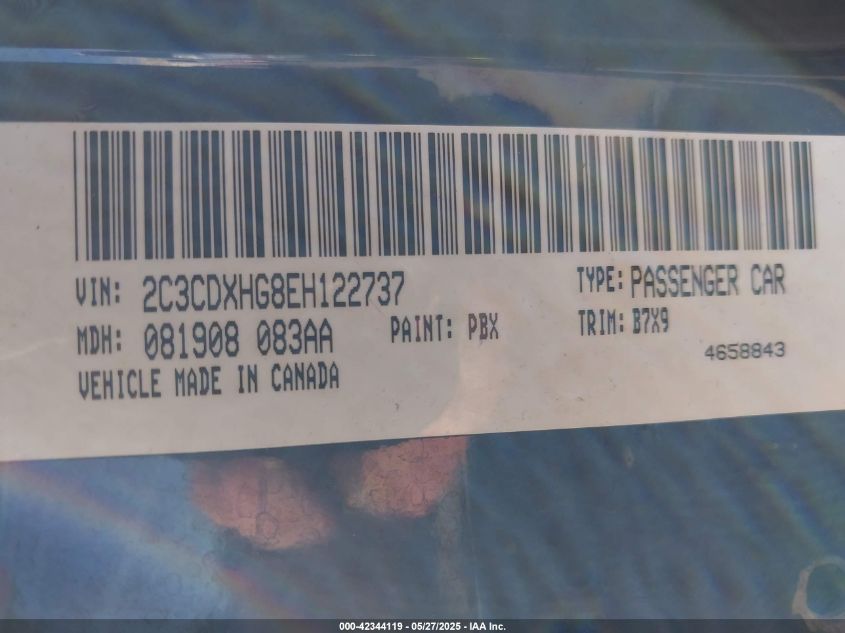 VIN: 2C3CDXHG8EH122737 TYPE: PASSENGER CAR
MDH: 081908 083AA PAINT: PBX TRIM: B7X9
4658843
VEHICLE MADE IN CANADA
000-42344119 - 05/27/2025 - IAA Inc.